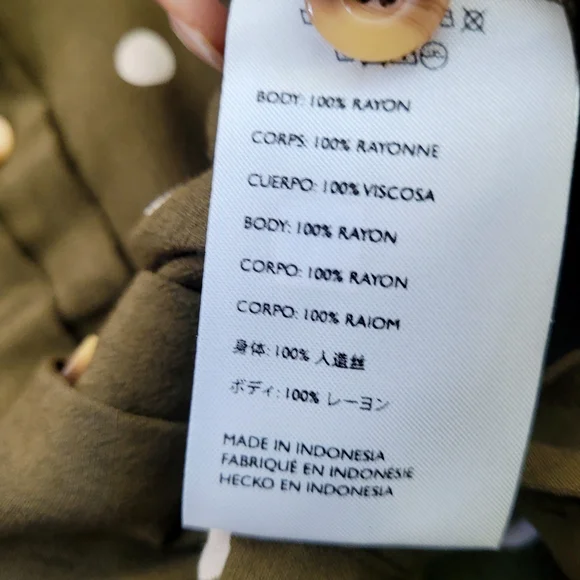 BODY: 100% RAYON
CORPS: 100% RAYONNE
CUERPO: 100% VISCOSA
BODY: 100% RAYON
CORPO: 100% RAYON
CORPO: 100% RAIOM
身体: 100% 人造丝
ボディ: 100% レーヨン
MADE IN INDONESIA
FABRIQUÉ EN INDONÉSIE
HECKO EN INDONESIA